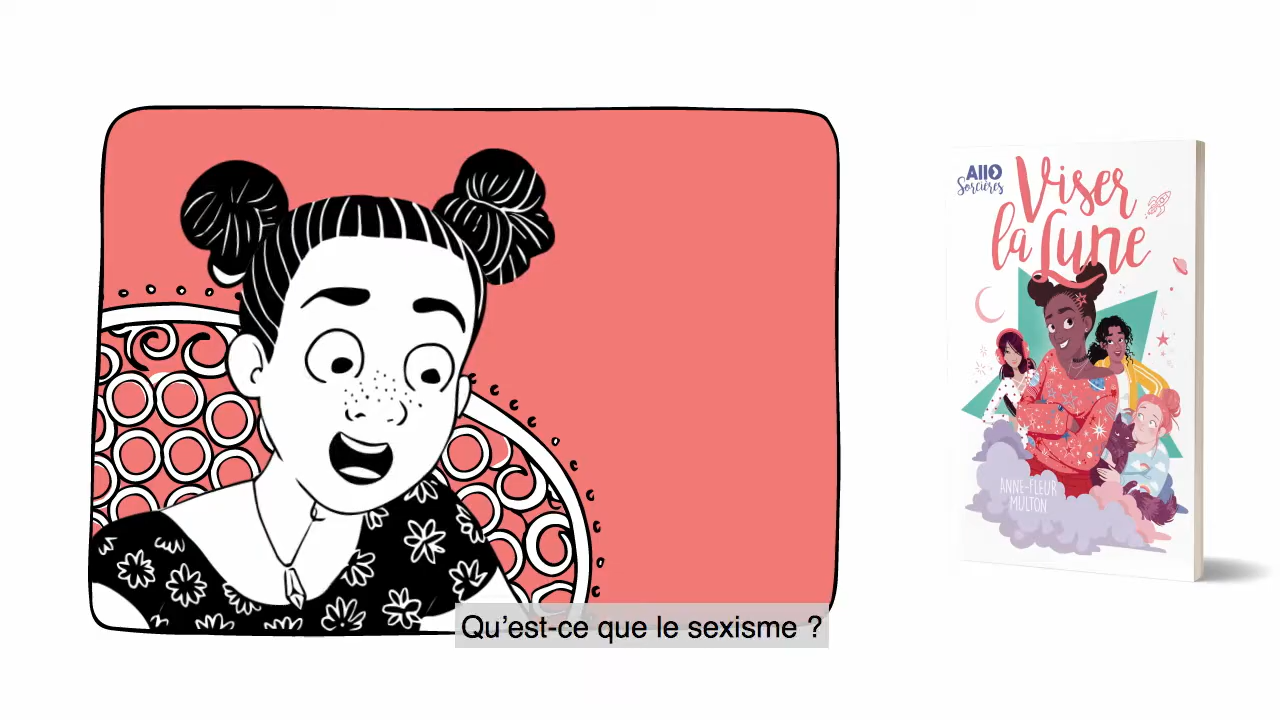 Allo
Sorcières
Viser
la Lune
ANNE-FLEUR
MULTON
Qu'est-ce que le sexisme ?